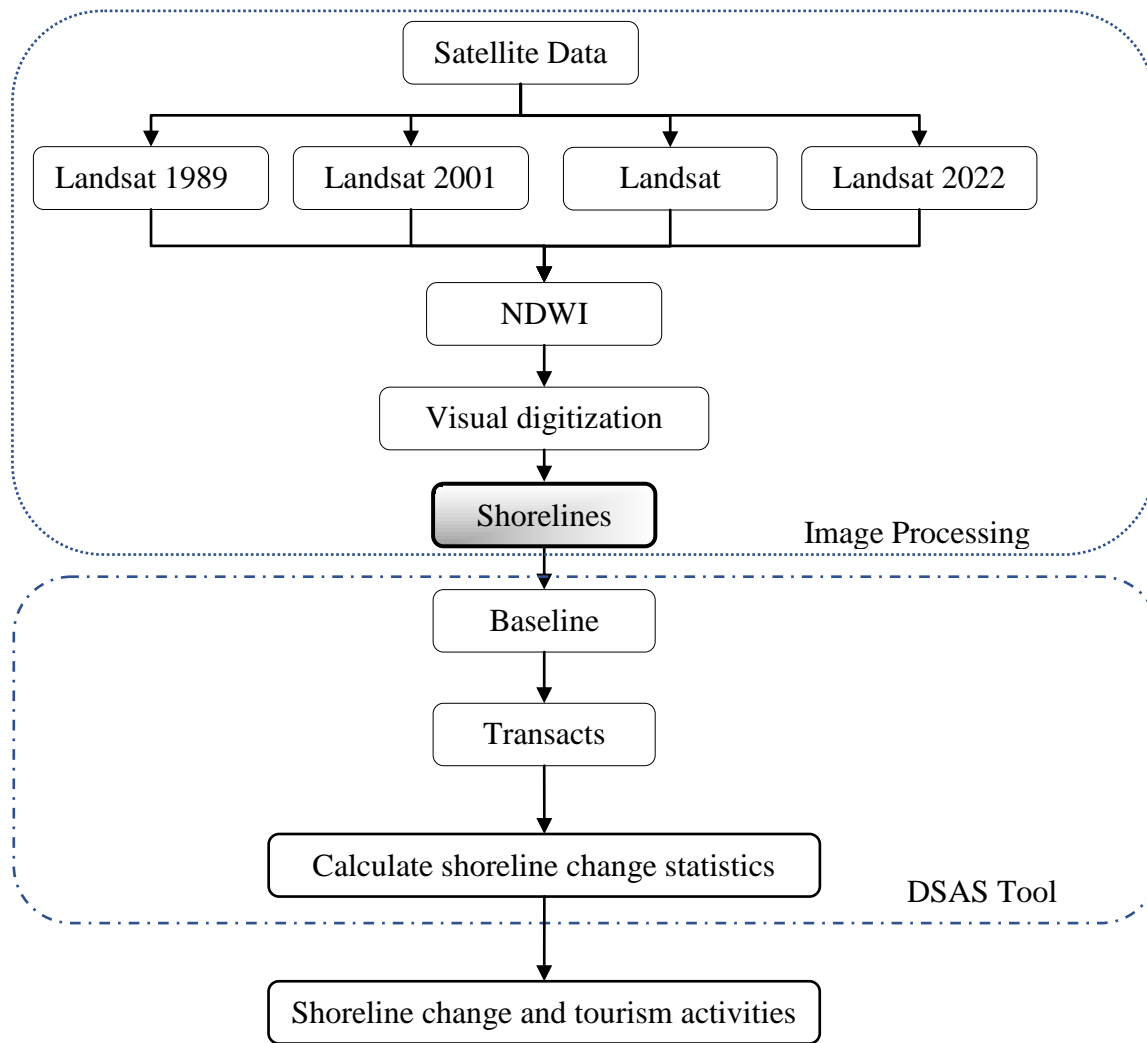 Satellite Data
Landsat 1989
Landsat 2001
Landsat
Landsat 2022
NDWI
Visual digitization
Shorelines
Image Processing
Baseline
Transacts
Calculate shoreline change statistics
DSAS Tool
Shoreline change and tourism activities